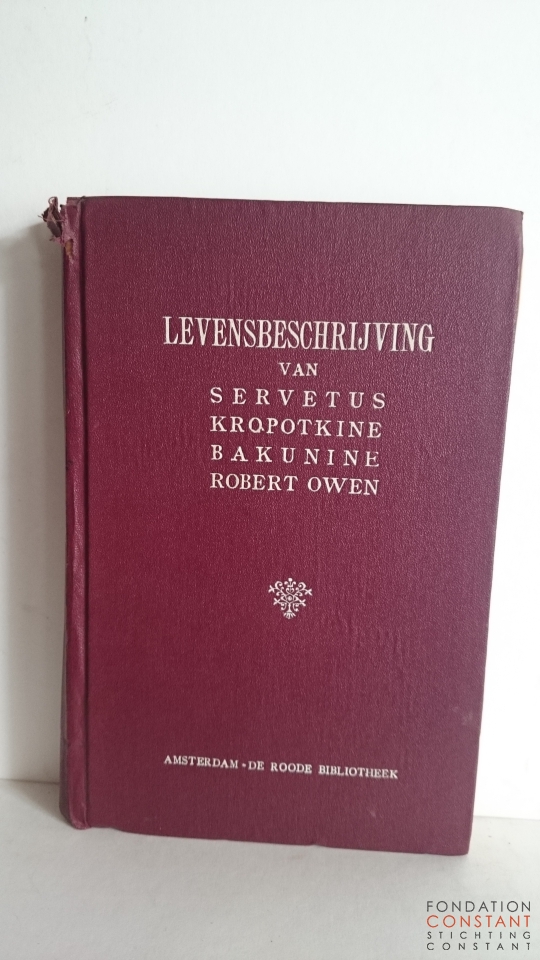 LEVENSBESCHRIJVING
VAN
SERVETUS
KROPOTKINE
BAKUNINE
ROBERT OWEN
AMSTERDAM - DE ROODE BIBLIOTHEEK
FONDATION
CONSTANT
STICHTING
CONSTANT